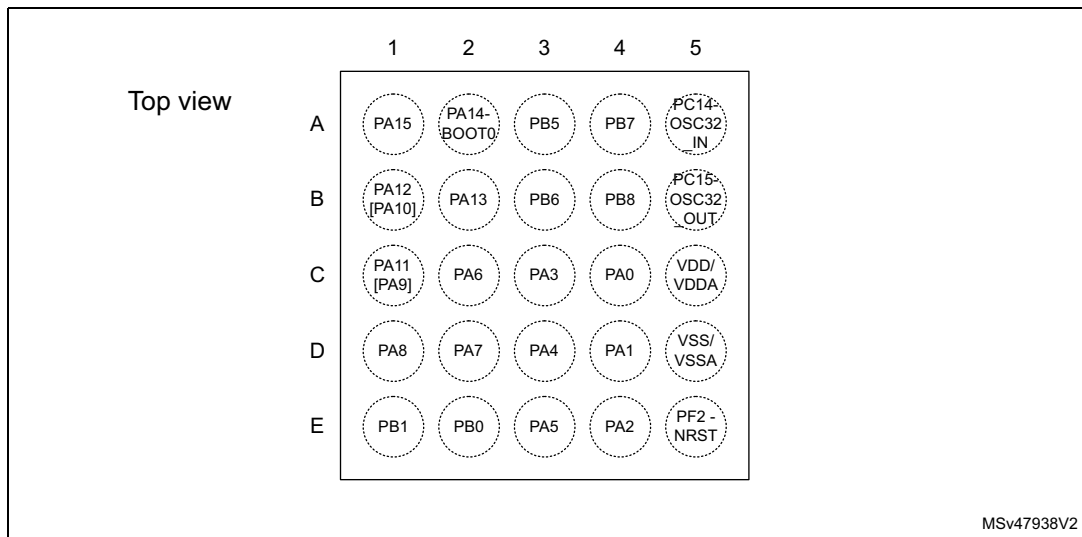 1 2 3 4 5
Top view
A PA15 PA14-
BOOT0 PB5 PB7 PC14-
OSC32
_IN
B PA12
[PA10] PA13 PB6 PB8 PC15-
OSC32
_OUT
C PA11
[PA9] PA6 PA3 PA0 VDD/
VDDA
D PA8 PA7 PA4 PA1 VSS/
VSSA
E PB1 PB0 PA5 PA2 PF2 -
NRST
MSv47938V2